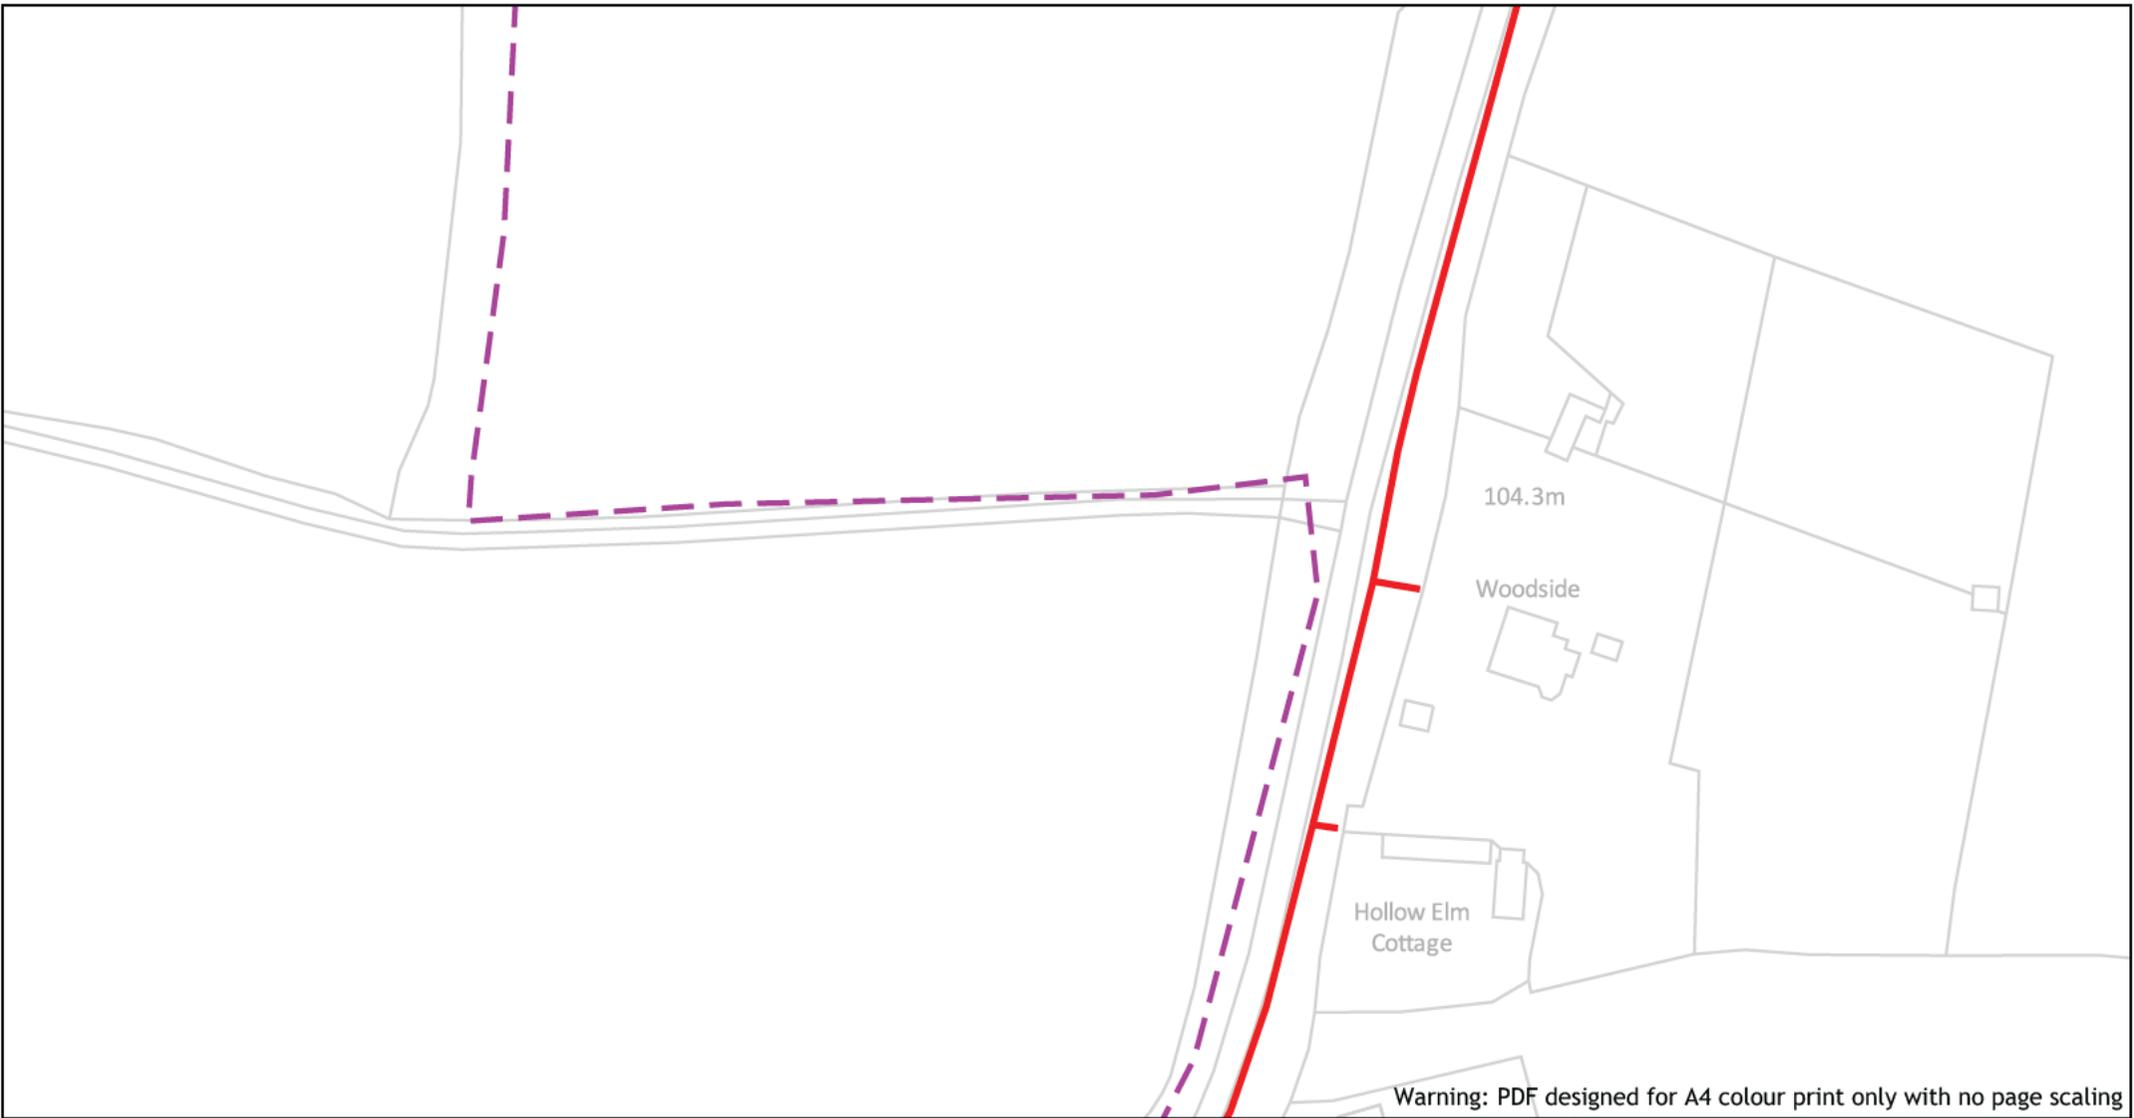 104.3m
Woodside
Hollow Elm
Cottage
Warning: PDF designed for A4 colour print only with no page scaling